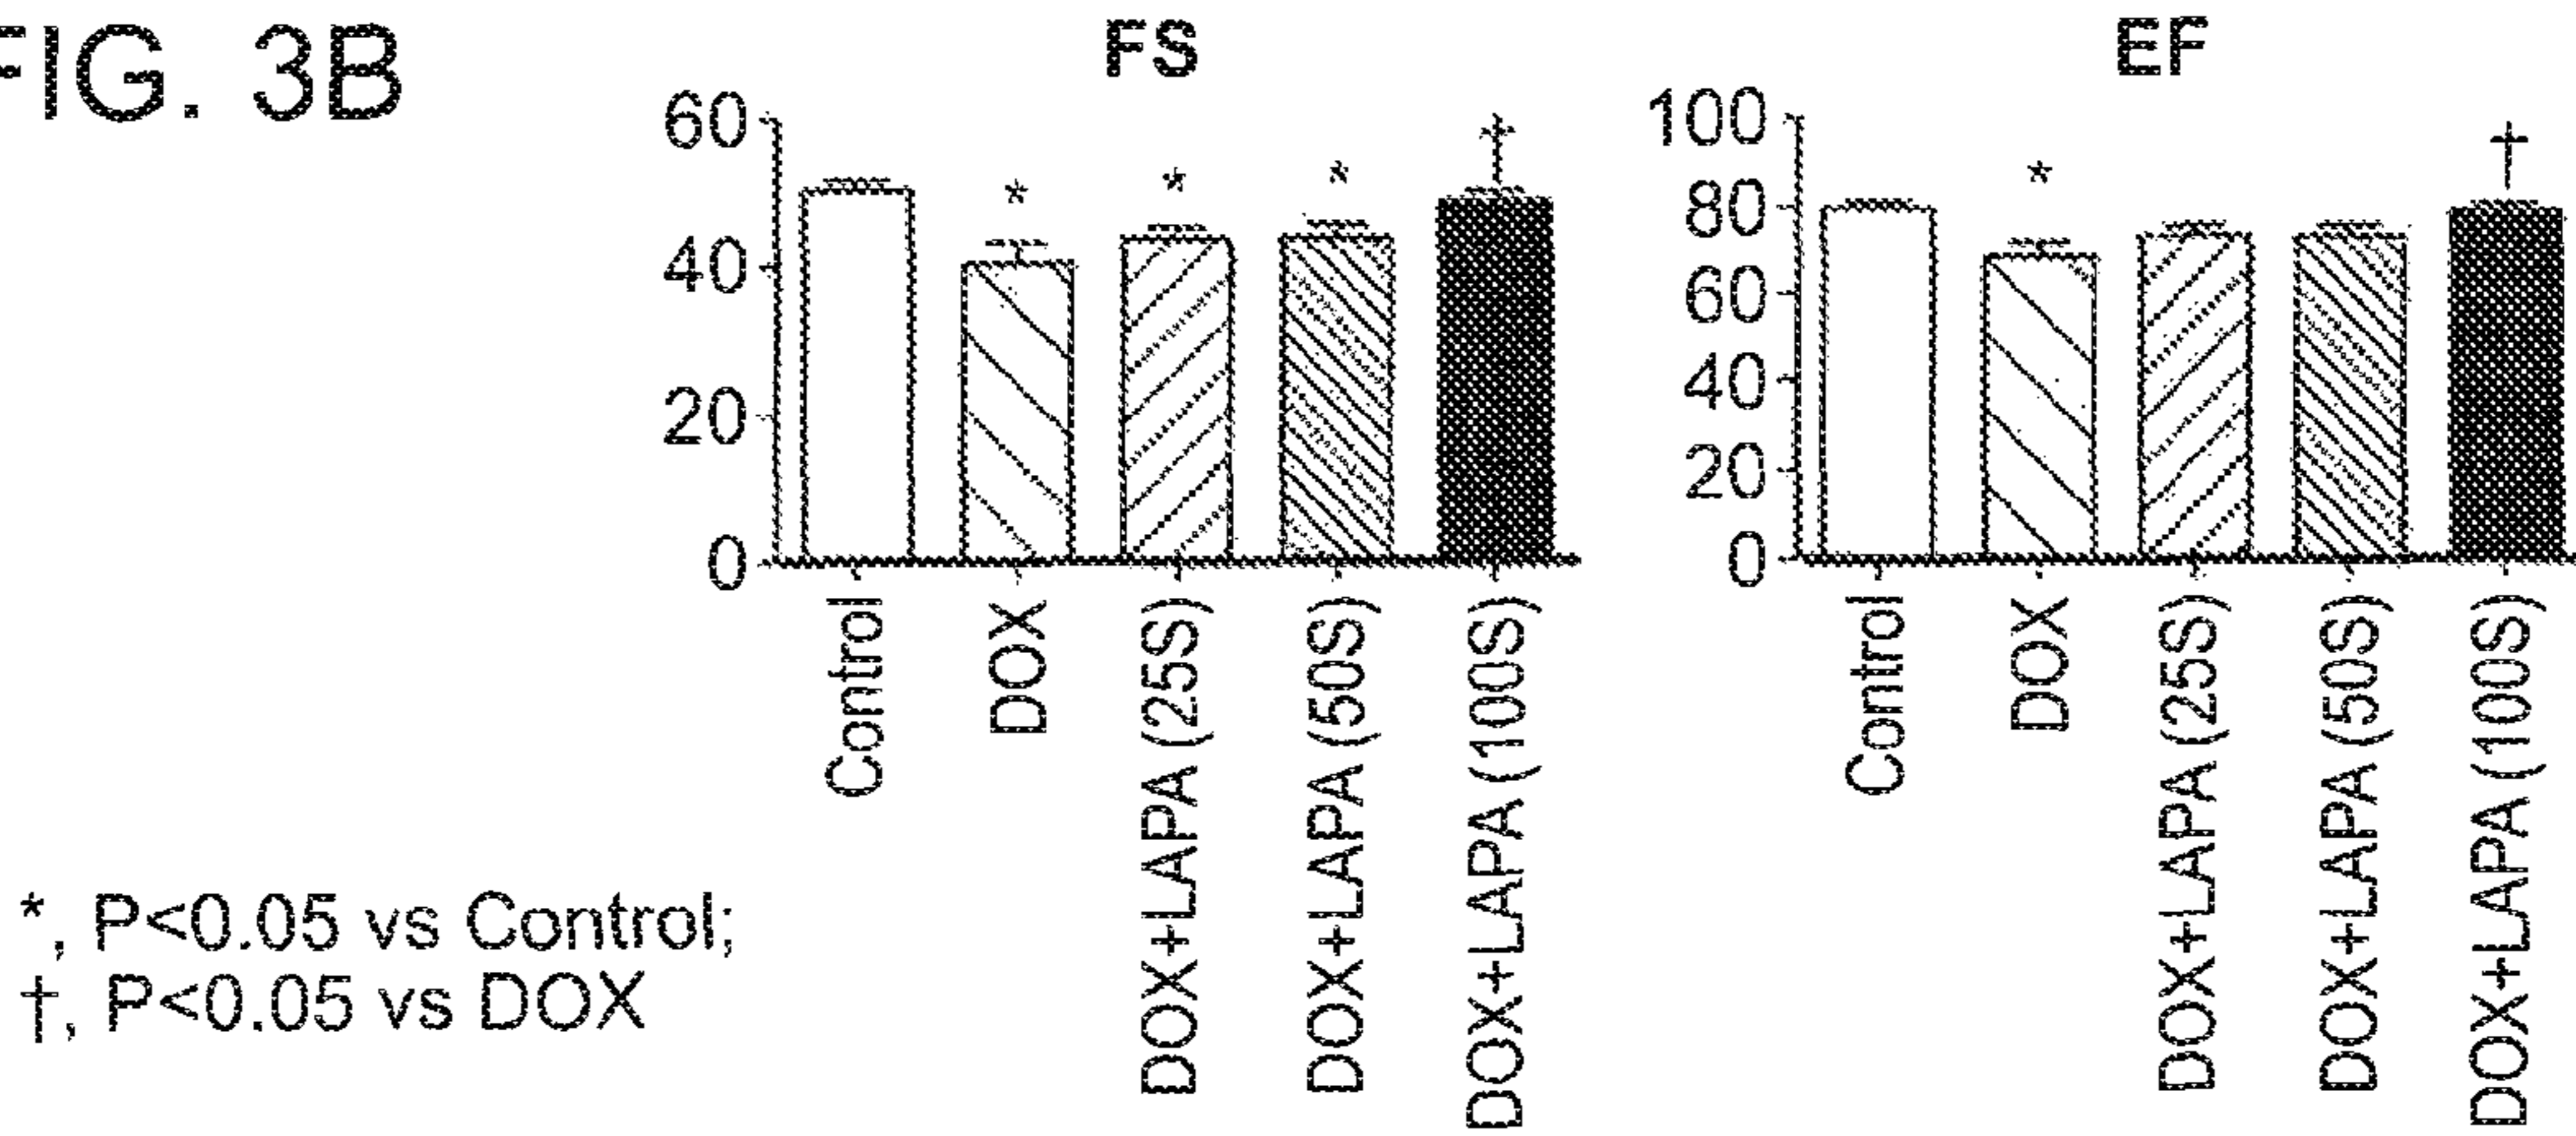 FIG. 3B
FS
60
40
20
0
*
*
*
†
Control
DOX
DOX+LAPA (25S)
DOX+LAPA (50S)
DOX+LAPA (100S)
EF
100
80
60
40
20
0
*
†
Control
DOX
DOX+LAPA (25S)
DOX+LAPA (50S)
DOX+LAPA (100S)
*, P<0.05 vs Control;
†, P<0.05 vs DOX